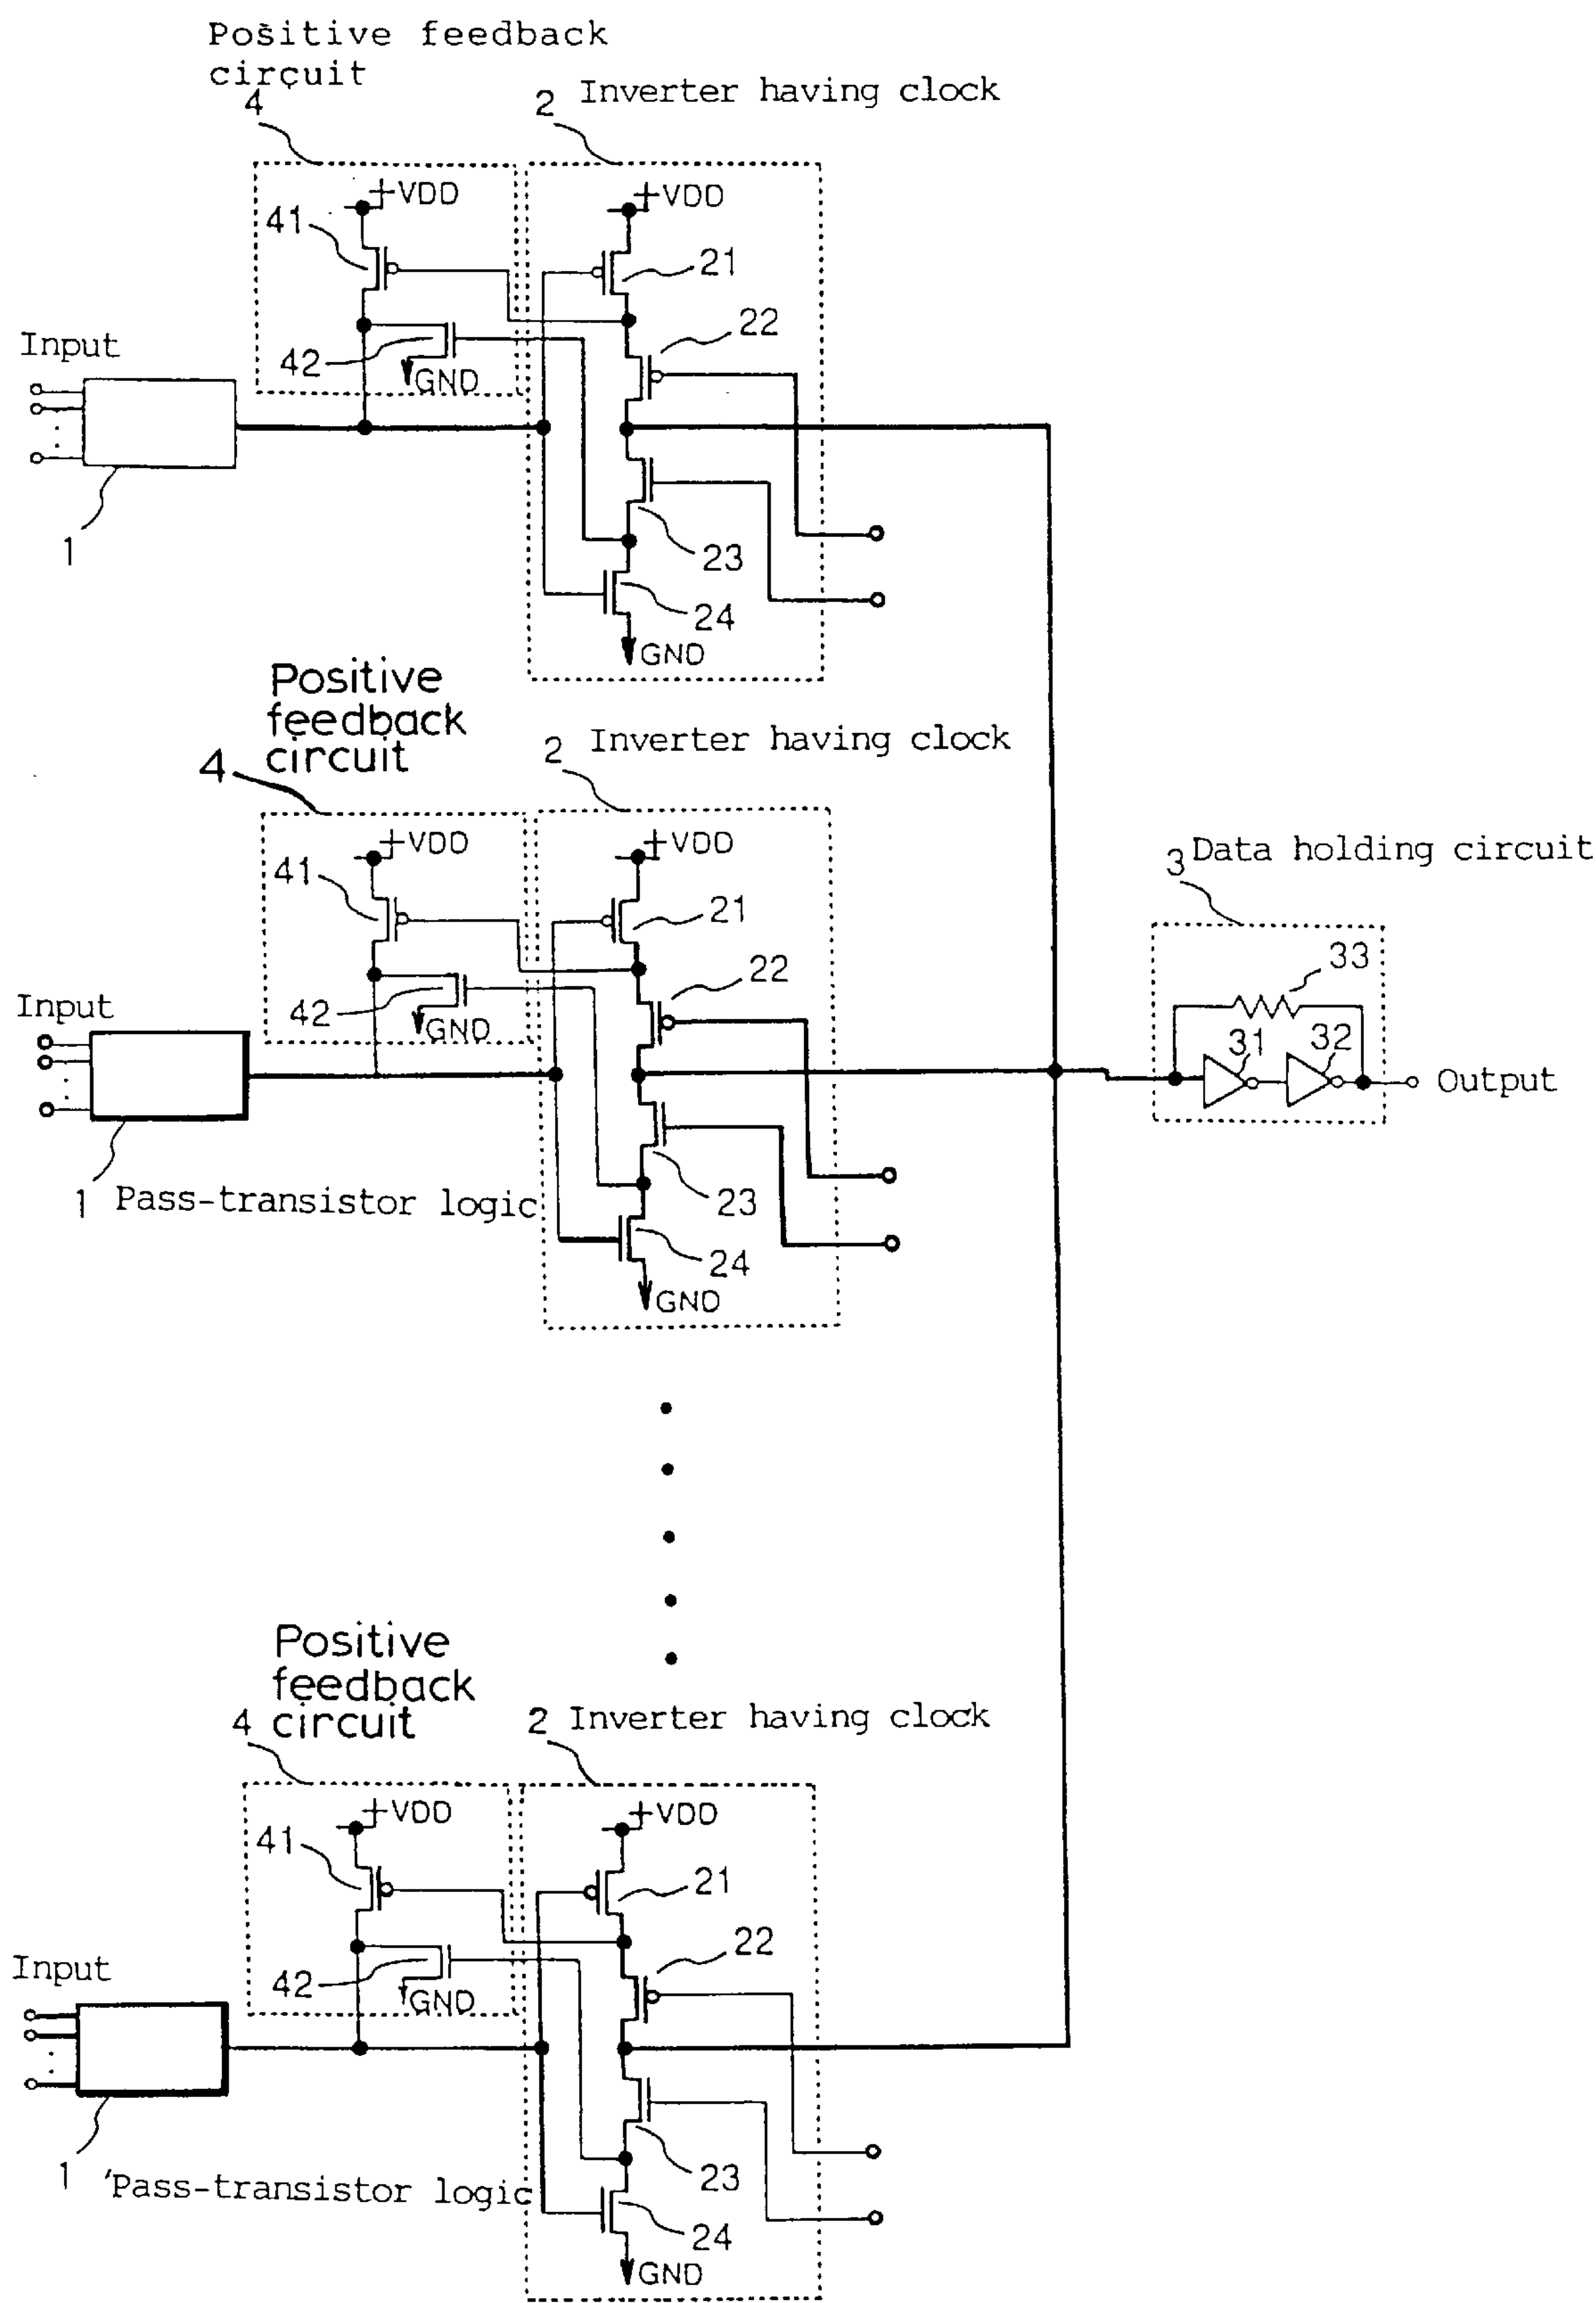 Positive feedback
circuit
4
2 Inverter having clock
+VDD
+VDD
41
21
22
Input
42
GND
1
23
24
GND
Positive
feedback
circuit
4
2 Inverter having clock
+VDD
+VDD
3 Data holding circuit
41
21
33
22
Input
42
GND
31
32
Output
1 Pass-transistor logic
23
24
GND
Positive
feedback
circuit
4
2 Inverter having clock
+VDD
+VDD
41
21
22
Input
42
GND
1 Pass-transistor logic
23
24
GND